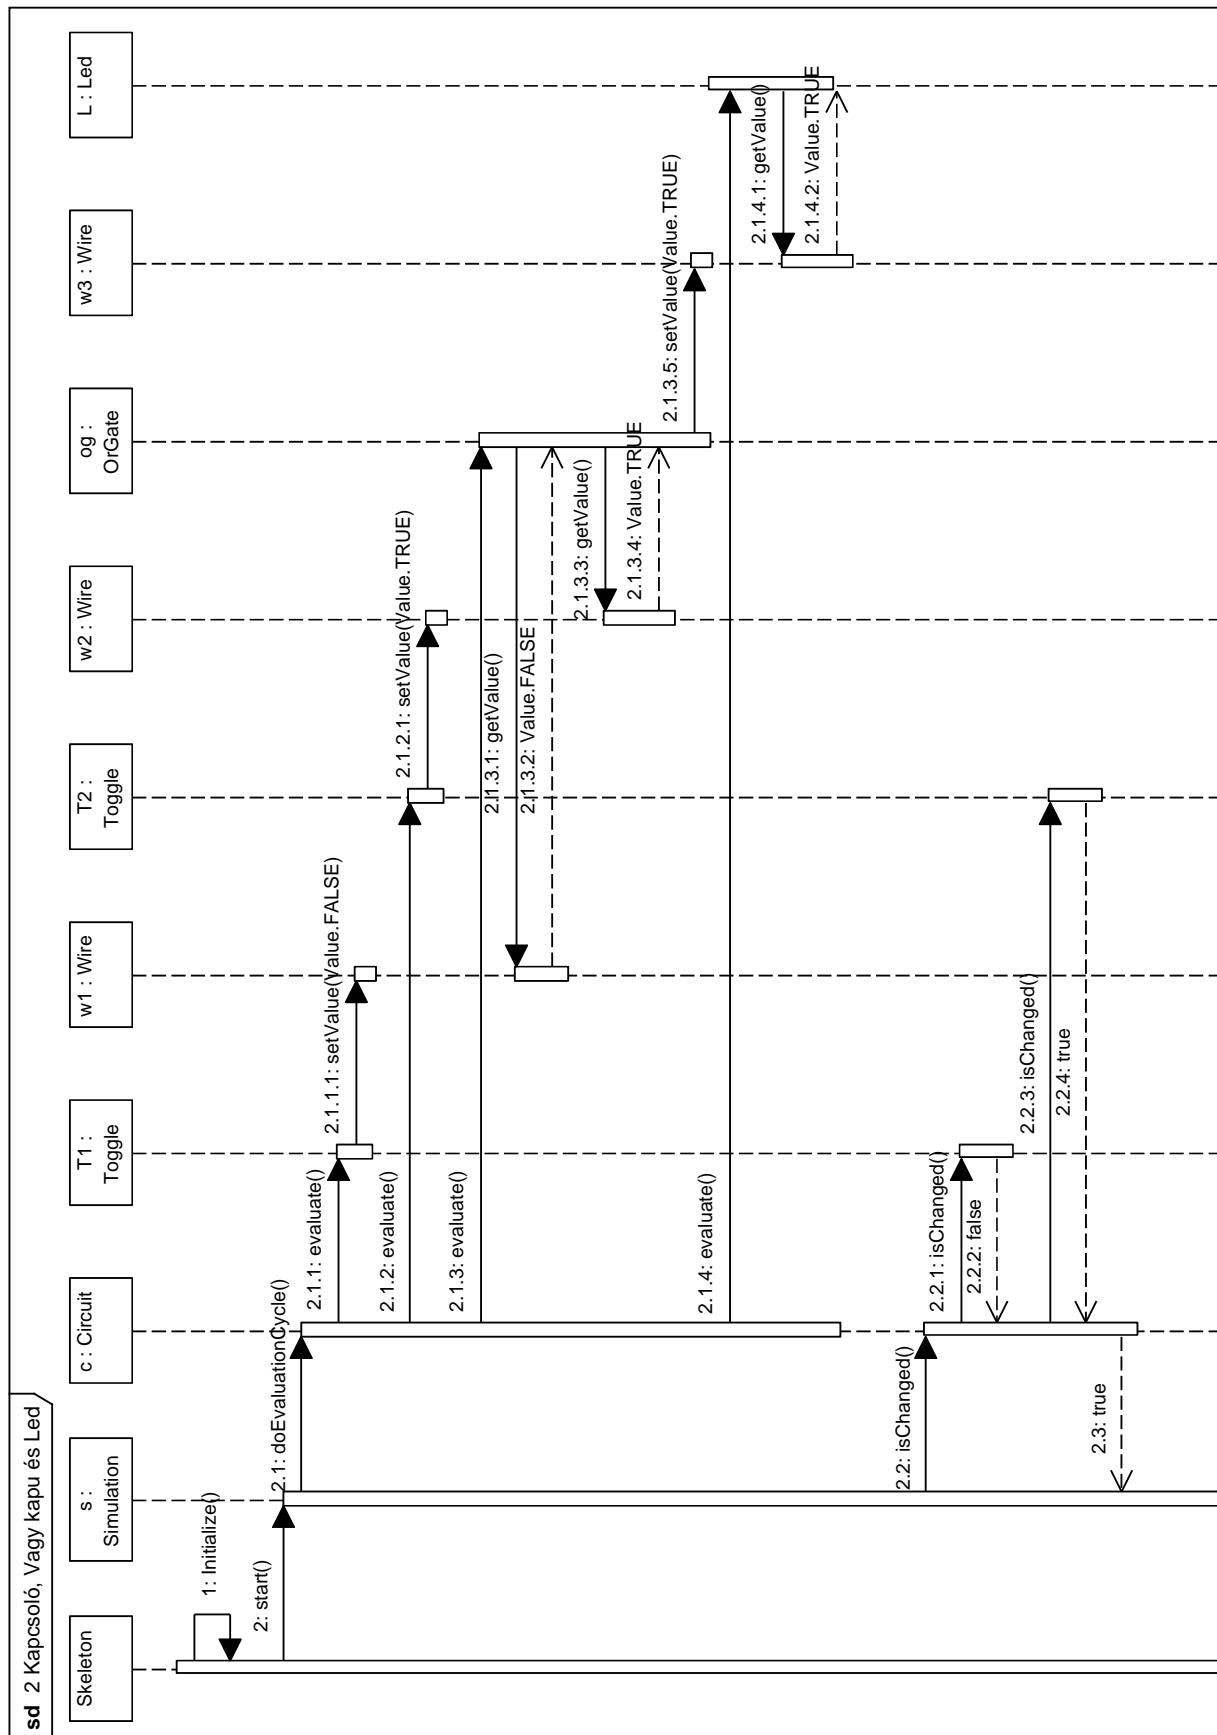 sd 2 Kapcsoló, Vagy kapu és Led
Skeleton
s :
Simulation
c : Circuit
T1 :
Toggle
w1 : Wire
T2 :
Toggle
w2 : Wire
og :
OrGate
w3 : Wire
L : Led
1: Initialize()
2: start()
2.1: doEvaluationCycle()
2.1.1: evaluate()
2.1.1.1: setValue(Value.FALSE)
2.1.2: evaluate()
2.1.2.1: setValue(Value.TRUE)
2.1.3: evaluate()
2.1.3.1: getValue()
2.1.3.2: Value.FALSE
2.1.3.3: getValue()
2.1.3.4: Value.TRUE
2.1.3.5: setValue(Value.TRUE)
2.1.4: evaluate()
2.1.4.1: getValue()
2.1.4.2: Value.TRUE
2.2: isChanged()
2.2.1: isChanged()
2.2.2: false
2.2.3: isChanged()
2.2.4: true
2.3: true